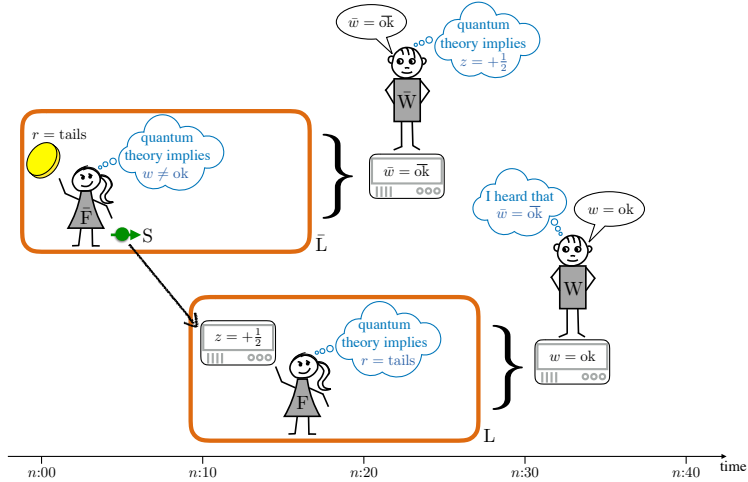 w̄ = o̅k̅
quantum
theory implies
z = +½
W̄
w̄ = o̅k̅
r = tails
quantum
theory implies
w ≠ ok
F̄
S
L̄
I heard that
w̄ = o̅k̅
w = ok
W
w = ok
z = +½
quantum
theory implies
r = tails
F
L
time
n:00 n:10 n:20 n:30 n:40